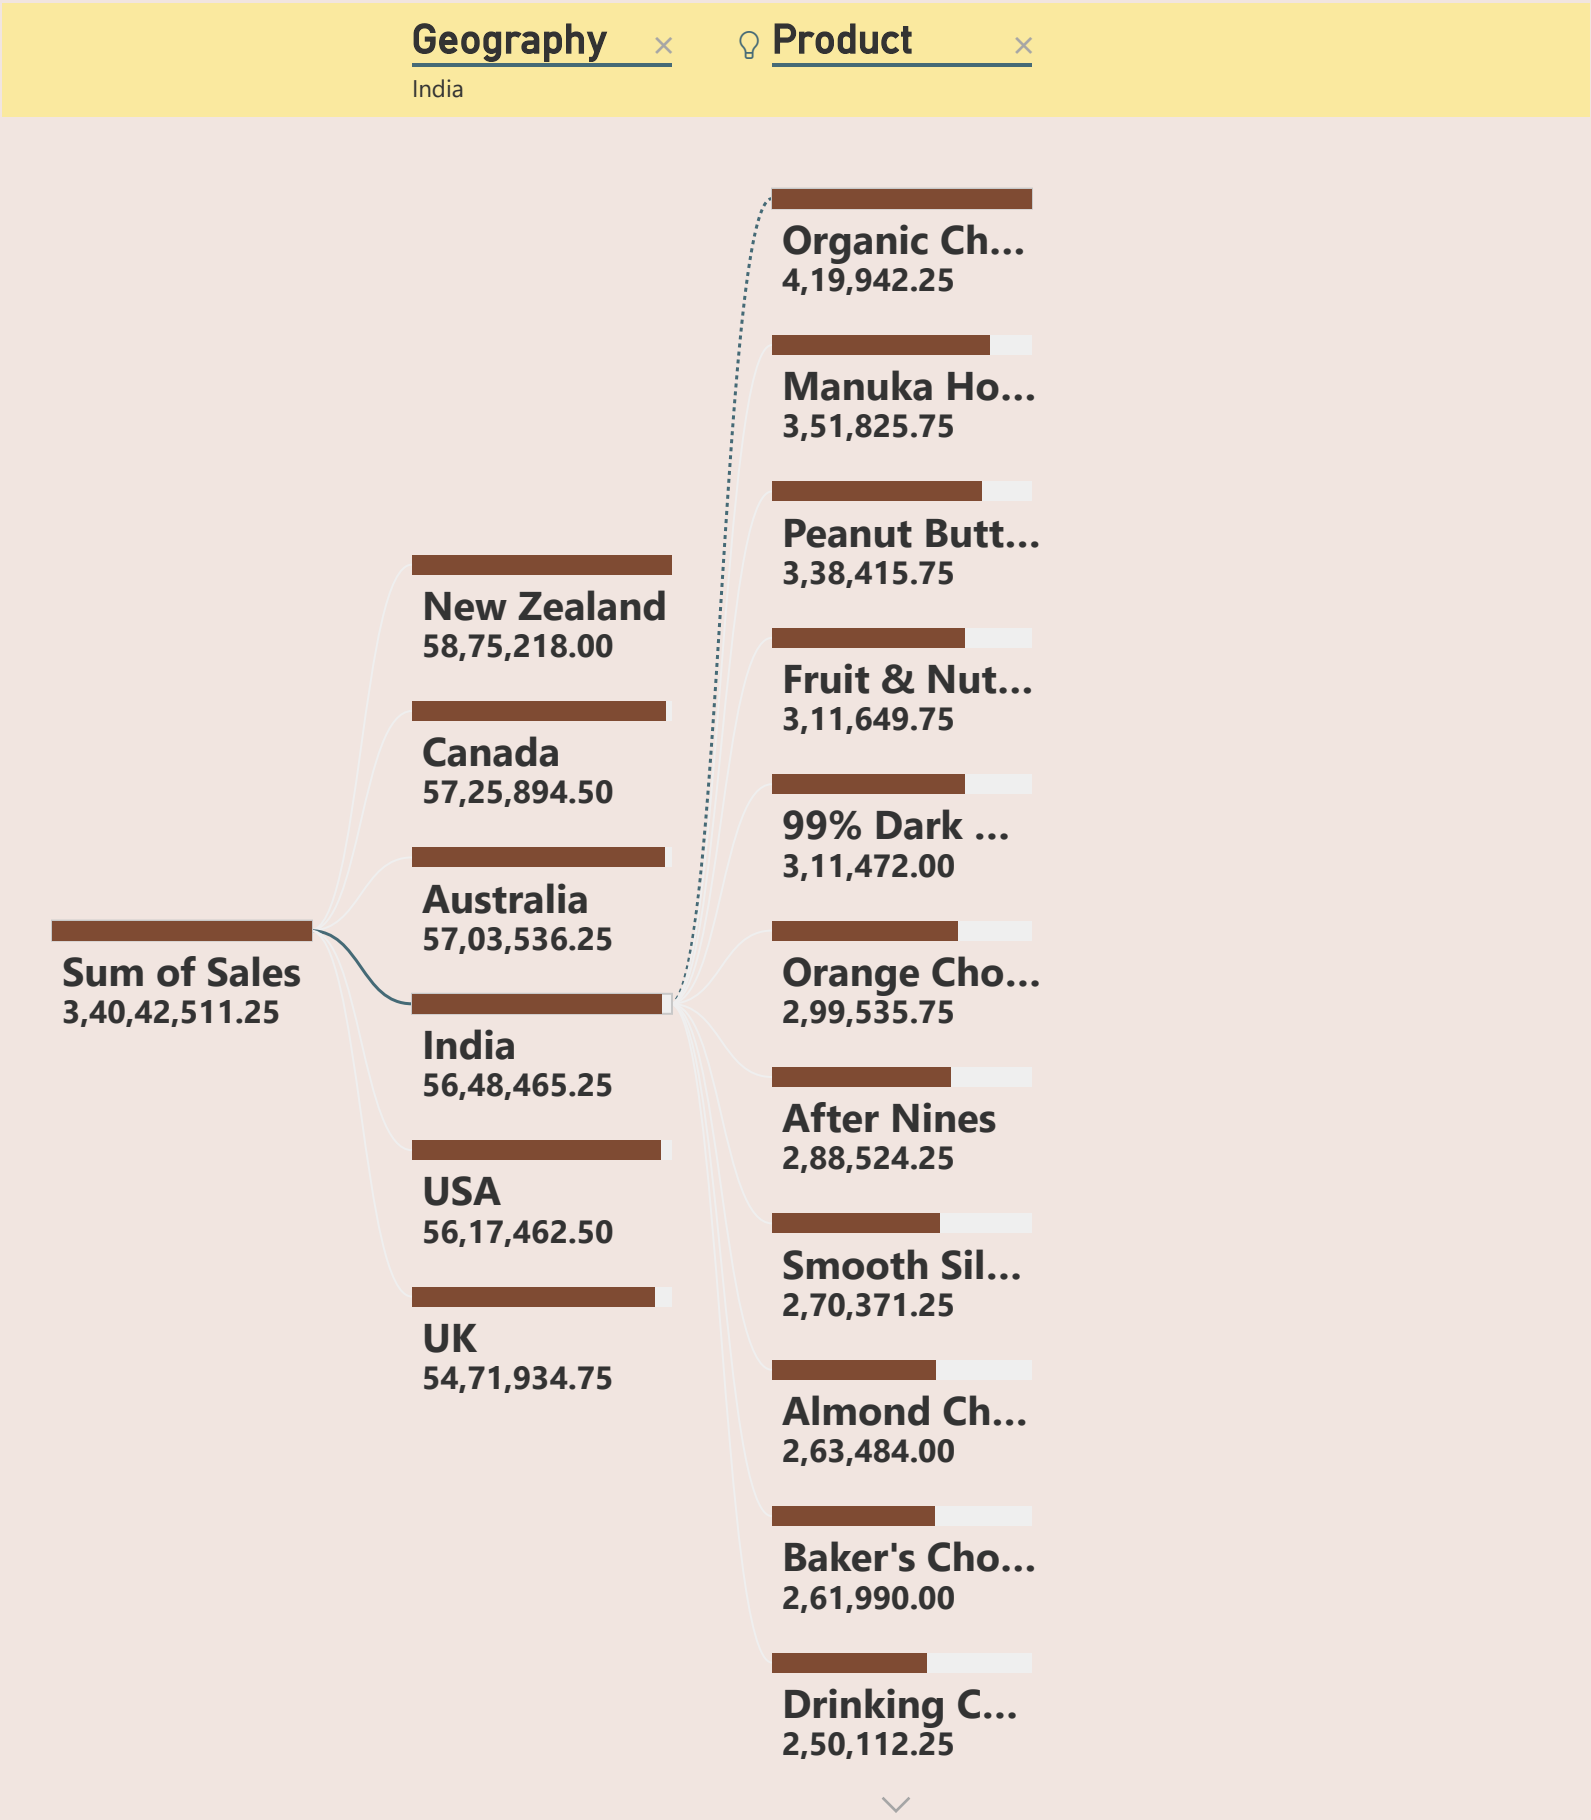 Geography
India
Product
Sum of Sales
3,40,42,511.25
New Zealand
58,75,218.00
Canada
57,25,894.50
Australia
57,03,536.25
India
56,48,465.25
USA
56,17,462.50
UK
54,71,934.75
Organic Ch...
4,19,942.25
Manuka Ho...
3,51,825.75
Peanut Butt...
3,38,415.75
Fruit & Nut...
3,11,649.75
99% Dark ...
3,11,472.00
Orange Cho...
2,99,535.75
After Nines
2,88,524.25
Smooth Sil...
2,70,371.25
Almond Ch...
2,63,484.00
Baker's Cho...
2,61,990.00
Drinking C...
2,50,112.25